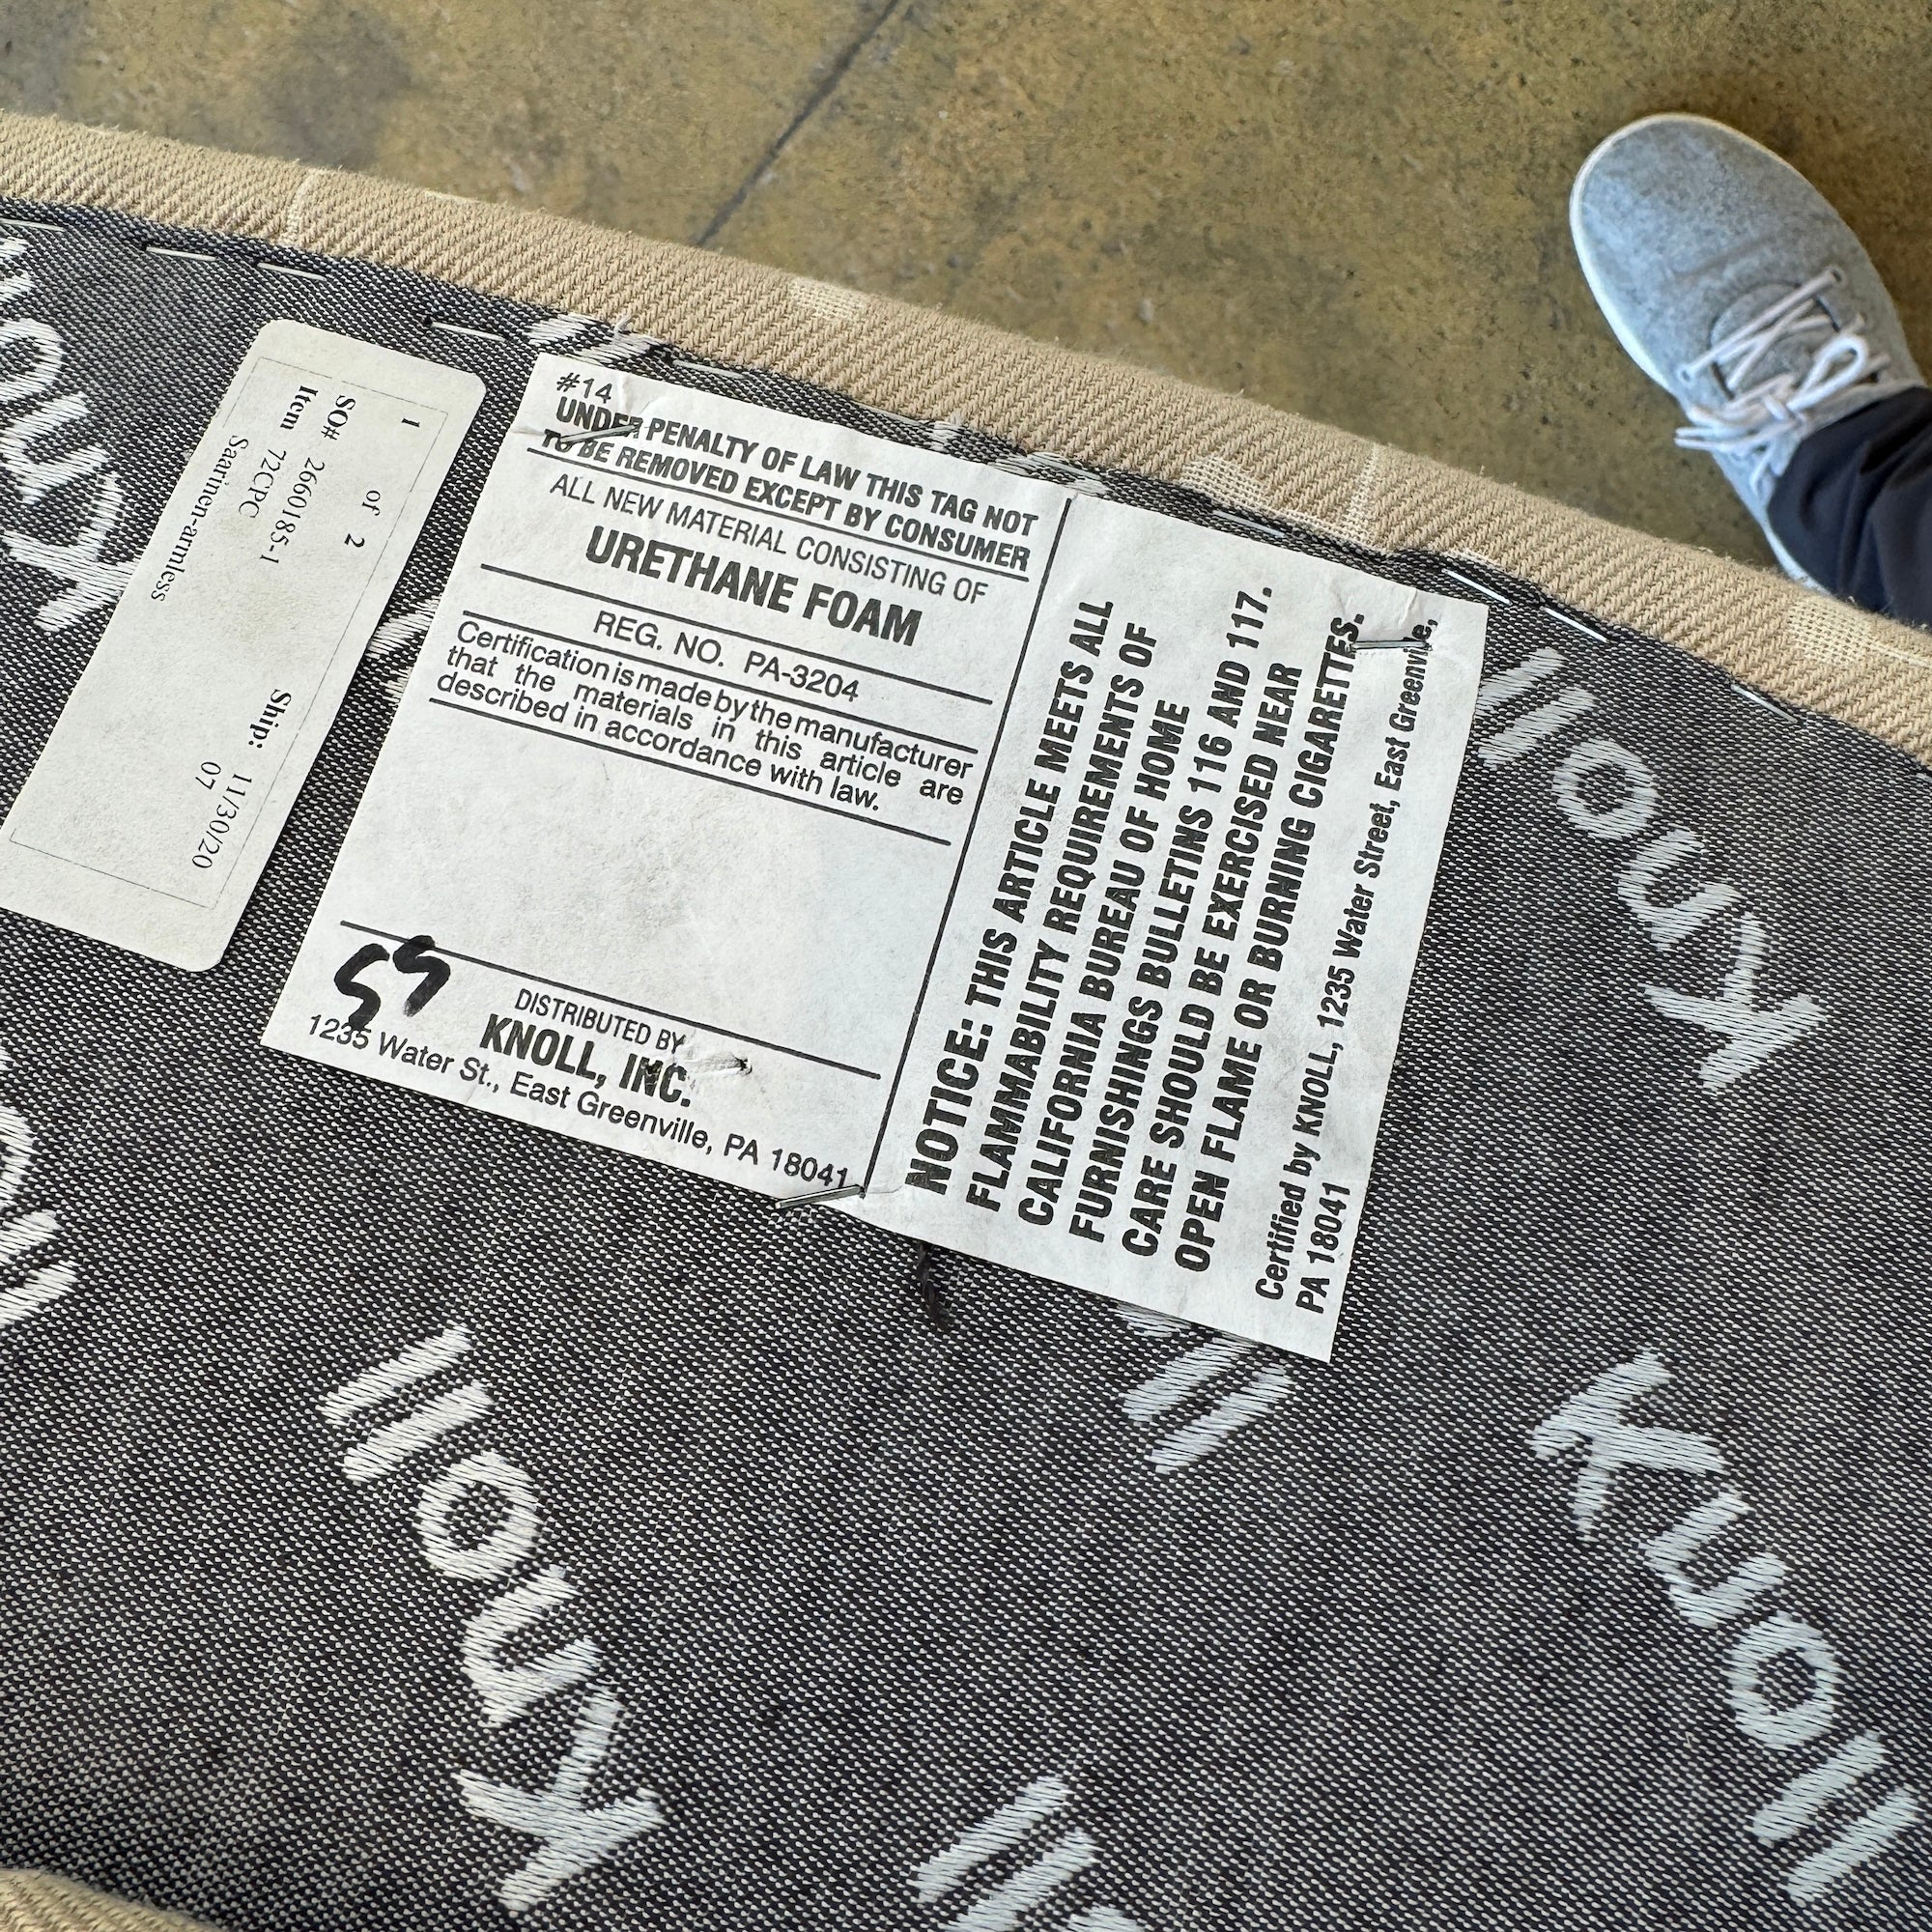 1 of 2
SO# 2660185-1
Item 72CPC
Saarinen-armless
Ship: 11/30/20
07
#14
UNDER PENALTY OF LAW THIS TAG NOT
TO BE REMOVED EXCEPT BY CONSUMER
ALL NEW MATERIAL CONSISTING OF
URETHANE FOAM
REG. NO. PA-3204
Certification is made by the manufacturer
that the materials in this article are
described in accordance with law.
55
DISTRIBUTED BY
KNOLL, INC.
1235 Water St., East Greenville, PA 18041
NOTICE: THIS ARTICLE MEETS ALL
FLAMMABILITY REQUIREMENTS OF
CALIFORNIA BUREAU OF HOME
FURNISHINGS BULLETINS 116 AND 117.
CARE SHOULD BE EXERCISED NEAR
OPEN FLAME OR BURNING CIGARETTES.
Certified by KNOLL, 1235 Water Street, East Greenville,
PA 18041
Knoll
Knoll
Knoll
Knoll